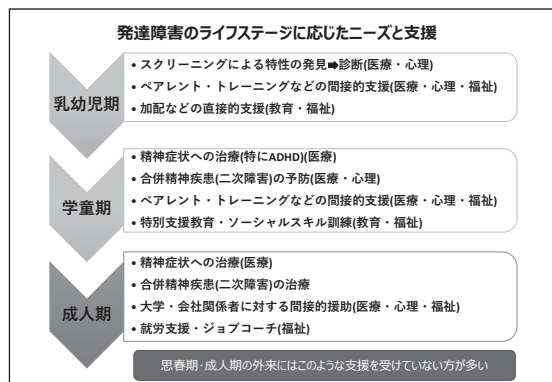 発達障害のライフステージに応じたニーズと支援
乳幼児期
• スクリーニングによる特性の発見➡診断(医療・心理)
• ペアレント・トレーニングなどの間接的支援(医療・心理・福祉)
• 加配などの直接的支援(教育・福祉)
学童期
• 精神症状への治療(特にADHD)(医療)
• 合併精神疾患(二次障害)の予防(医療・心理)
• ペアレント・トレーニングなどの間接的支援(医療・心理・福祉)
• 特別支援教育・ソーシャルスキル訓練(教育・福祉)
成人期
• 精神症状への治療(医療)
• 合併精神疾患(二次障害)の治療
• 大学・会社関係者に対する間接的援助(医療・心理・福祉)
• 就労支援・ジョブコーチ(福祉)
思春期・成人期の外来にはこのような支援を受けていない方が多い